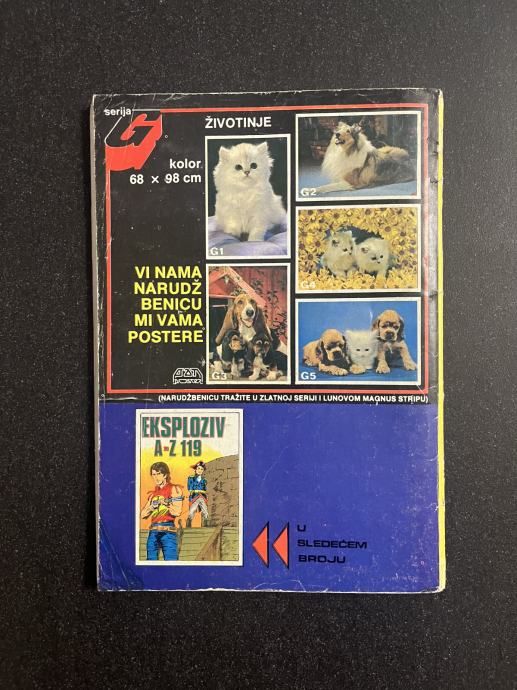 serija
G
ŽIVOTINJE
kolor
68 x 98 cm
G1
G2
G4
G3
G5
VI NAMA
NARUDŽ
BENICU
MI VAMA
POSTERE
(NARUDŽBENICU TRAŽITE U ZLATNOJ SERIJI I LUNOVOM MAGNUS STRIPU)
EKSPLOZIV
A-Z 119
U
SLEDEĆEM
BROJU